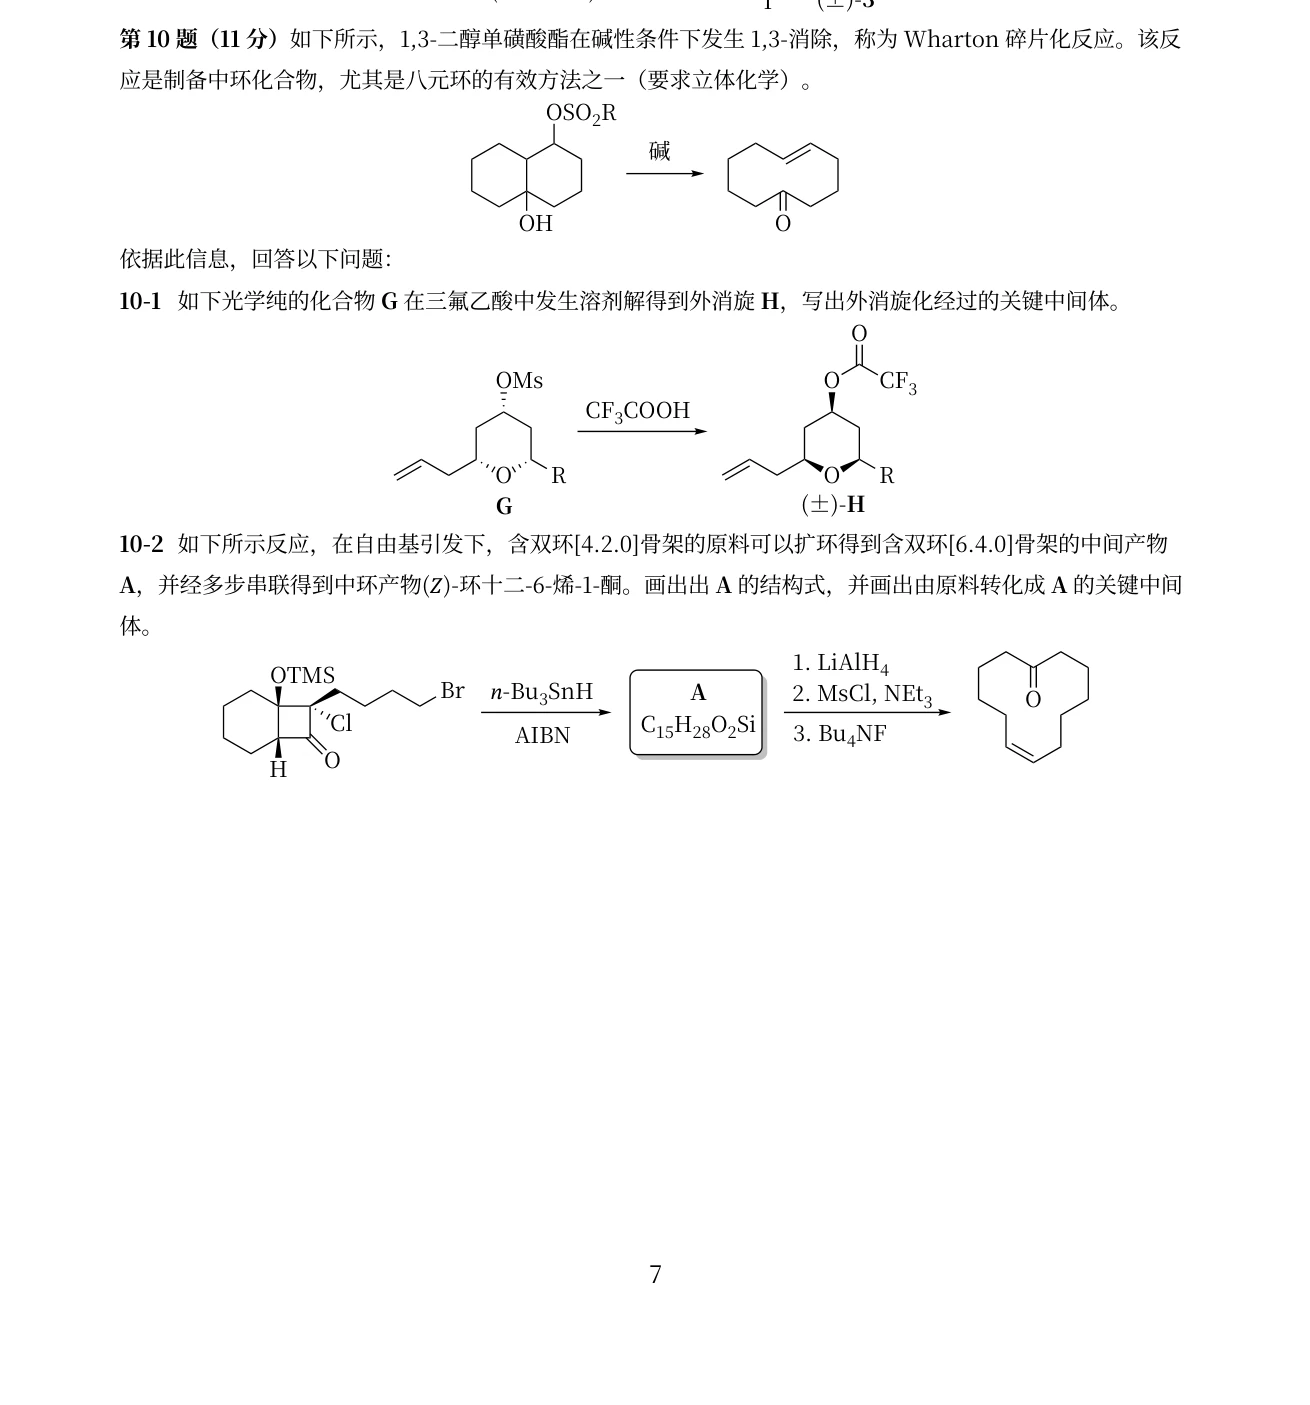 第 10 题（11 分）如下所示，1,3-二醇单磺酸酯在碱性条件下发生 1,3-消除，称为 Wharton 碎片化反应。该反
应是制备中环化合物，尤其是八元环的有效方法之一（要求立体化学）。
OSO2R
碱
OH
O
依据此信息，回答以下问题：
10-1 如下光学纯的化合物 G 在三氟乙酸中发生溶剂解得到外消旋 H，写出外消旋化经过的关键中间体。
O
OMs
O
CF3
CF3COOH
O
R
O
R
G
(±)-H
10-2 如下所示反应，在自由基引发下，含双环[4.2.0]骨架的原料可以扩环得到含双环[6.4.0]骨架的中间产物
A，并经多步串联得到中环产物(Z)-环十二-6-烯-1-酮。画出出 A 的结构式，并画出由原料转化成 A 的关键中间
体。
OTMS
Br
Cl
O
H
n-Bu3SnH
AIBN
A
C15H28O2Si
1. LiAlH4
2. MsCl, NEt3
3. Bu4NF
O
7